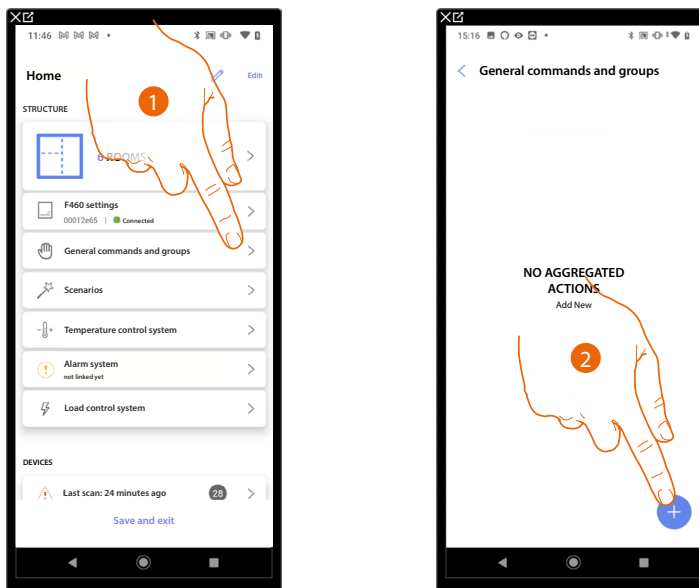 11:46
Home
Edit
STRUCTURE
1
6 ROOMS
F460 settings
00012e65 | Connected
General commands and groups
Scenarios
Temperature control system
Alarm system
not linked yet
Load control system
DEVICES
Last scan: 24 minutes ago 28
Save and exit
15:16
General commands and groups
NO AGGREGATED
ACTIONS
Add New
2